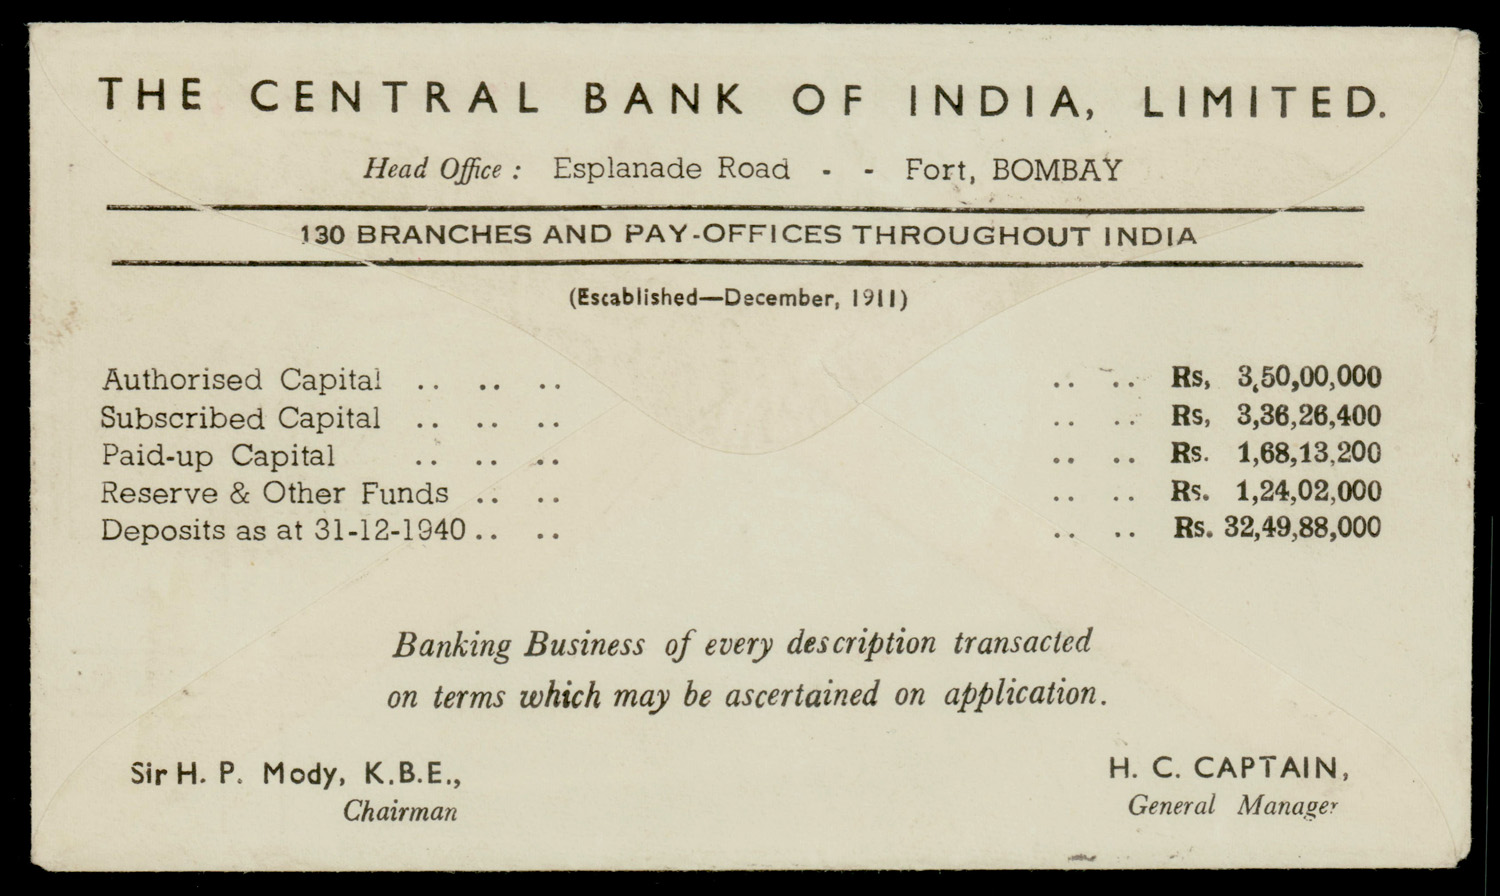 THE CENTRAL BANK OF INDIA, LIMITED.
Head Office : Esplanade Road - - Fort, BOMBAY
130 BRANCHES AND PAY-OFFICES THROUGHOUT INDIA
(Escablished—December, 1911)
Authorised Capital .. .. .. .. .. Rs, 3,50,00,000
Subscribed Capital .. .. .. .. .. Rs, 3,36,26,400
Paid-up Capital .. .. .. .. .. Rs. 1,68,13,200
Reserve & Other Funds .. .. .. .. Rs. 1,24,02,000
Deposits as at 31-12-1940 .. .. .. .. Rs. 32,49,88,000
Banking Business of every description transacted
on terms which may be ascertained on application.
Sir H. P. Mody, K.B.E.,
Chairman
H. C. CAPTAIN,
General Manager